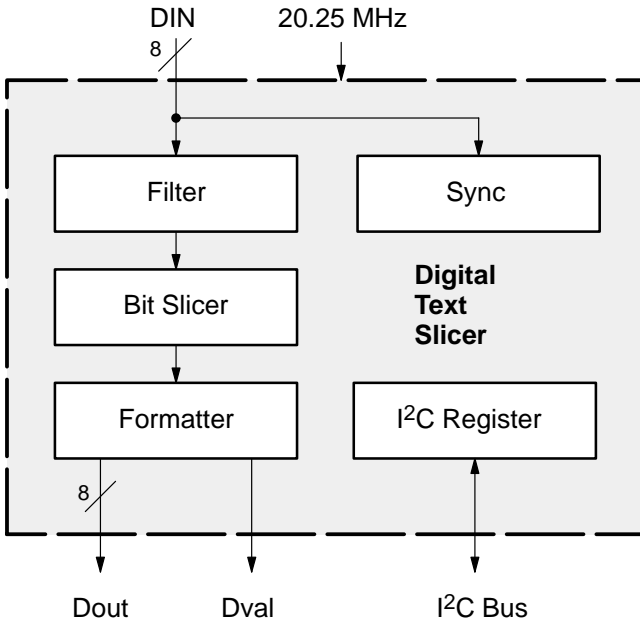 DIN
20.25 MHz
8
Filter
Sync
Digital
Text
Slicer
Bit Slicer
Formatter
I²C Register
8
Dout
Dval
I²C Bus